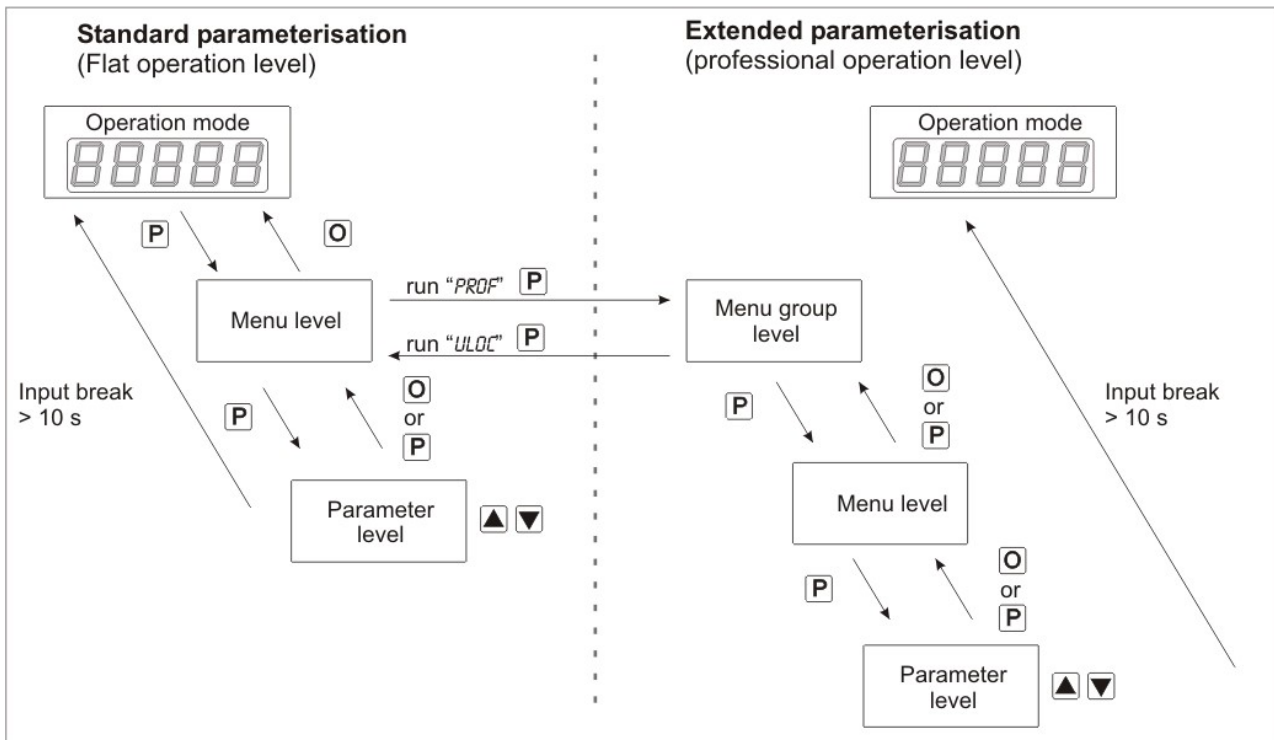 Standard parameterisation
(Flat operation level)
Operation mode
88888
P
O
Menu level
run "PROF" P
run "ULOC" P
Input break
> 10 s
P
O
or
P
Parameter
level
▲ ▼
Extended parameterisation
(professional operation level)
Operation mode
88888
Menu group
level
P
O
or
P
Input break
> 10 s
Menu level
P
O
or
P
Parameter
level
▲ ▼